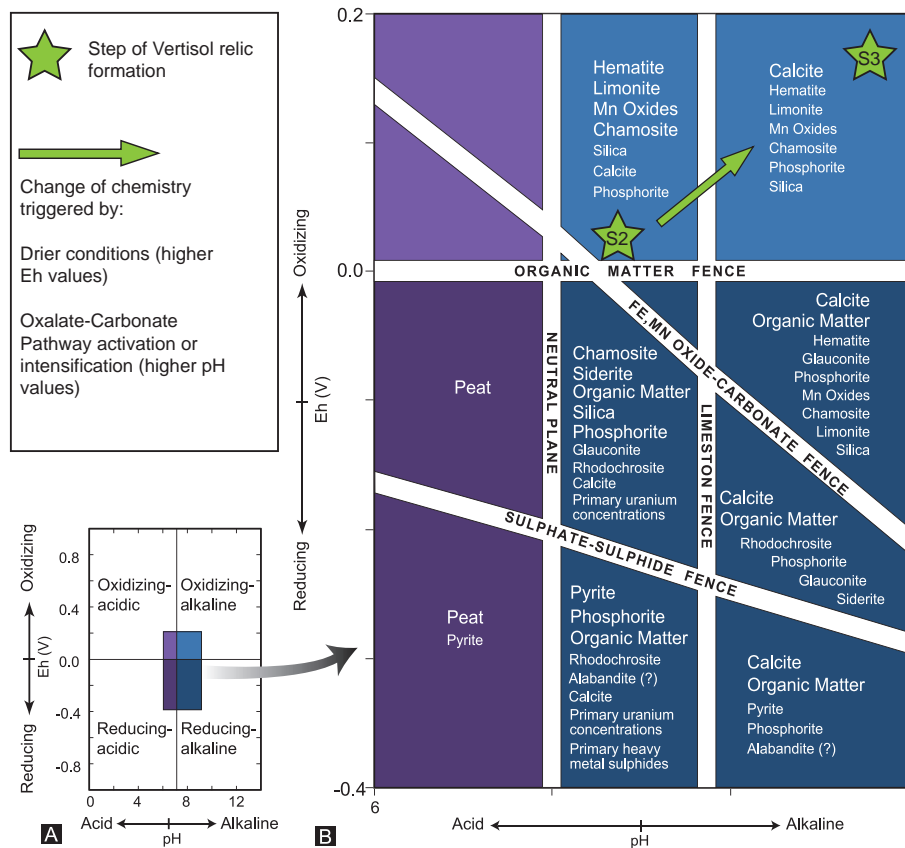 Step of Vertisol relic
formation
Change of chemistry
triggered by:
Drier conditions (higher
Eh values)
Oxalate-Carbonate
Pathway activation or
intensification (higher pH
values)
Oxidizing
Eh (V)
Reducing
0.8
0.4
0.0
-0.4
-0.8
Oxidizing-
acidic
Oxidizing-
alkaline
Reducing-
acidic
Reducing-
alkaline
0
4
8
12
Acid
pH
Alkaline
A
B
0.2
0.0
-0.4
Oxidizing
Eh (V)
Reducing
6
Acid
pH
Alkaline
Hematite
Limonite
Mn Oxides
Chamosite
Silica
Calcite
Phosphorite
S2
S3
Calcite
Hematite
Limonite
Mn Oxides
Chamosite
Phosphorite
Silica
ORGANIC MATTER FENCE
NEUTRAL PLANE
LIMESTON FENCE
FE,MN OXIDE-CARBONATE FENCE
SULPHATE-SULPHIDE FENCE
Peat
Chamosite
Siderite
Organic Matter
Silica
Phosphorite
Glauconite
Rhodochrosite
Calcite
Primary uranium
concentrations
Calcite
Organic Matter
Hematite
Glauconite
Phosphorite
Mn Oxides
Chamosite
Limonite
Silica
Calcite
Organic Matter
Rhodochrosite
Phosphorite
Glauconite
Siderite
Peat
Pyrite
Pyrite
Phosphorite
Organic Matter
Rhodochrosite
Alabandite (?)
Calcite
Primary uranium
concentrations
Primary heavy
metal sulphides
Calcite
Organic Matter
Pyrite
Phosphorite
Alabandite (?)